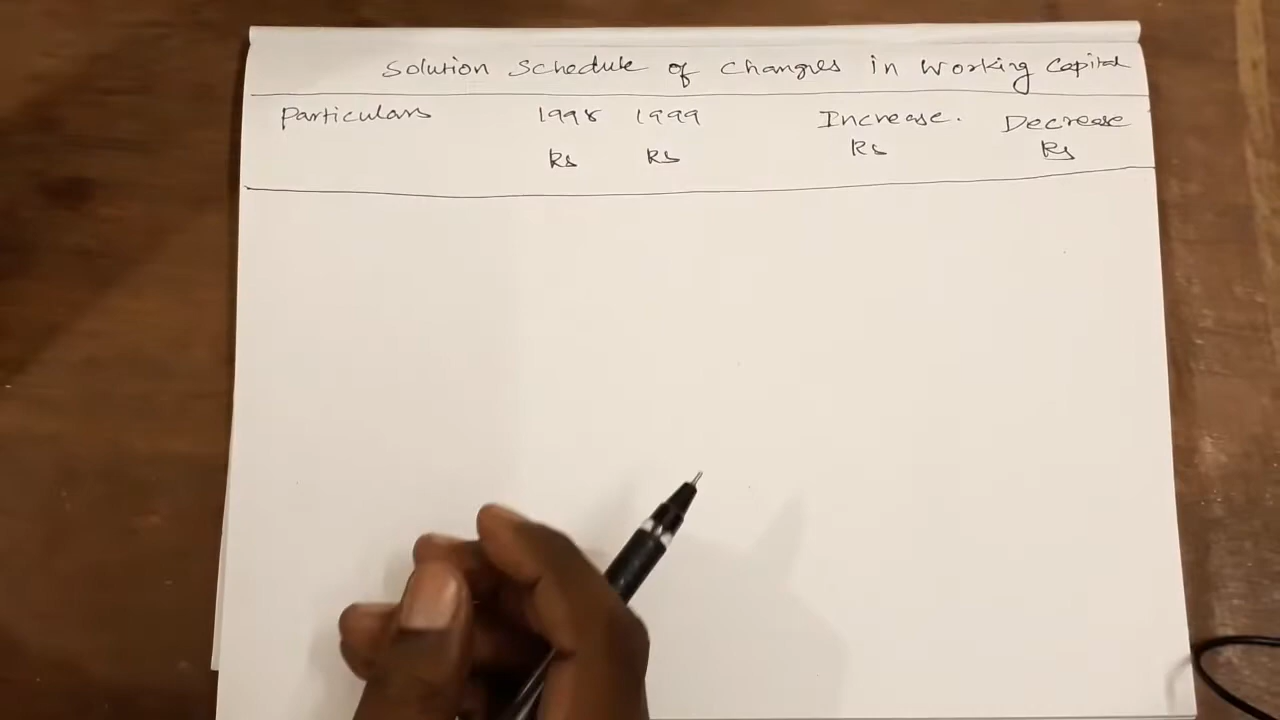 Solution Schedule of Changes in Working Capital
Particulars 1998 1999 Increase. Decrease
Rs Rs Rs Rs